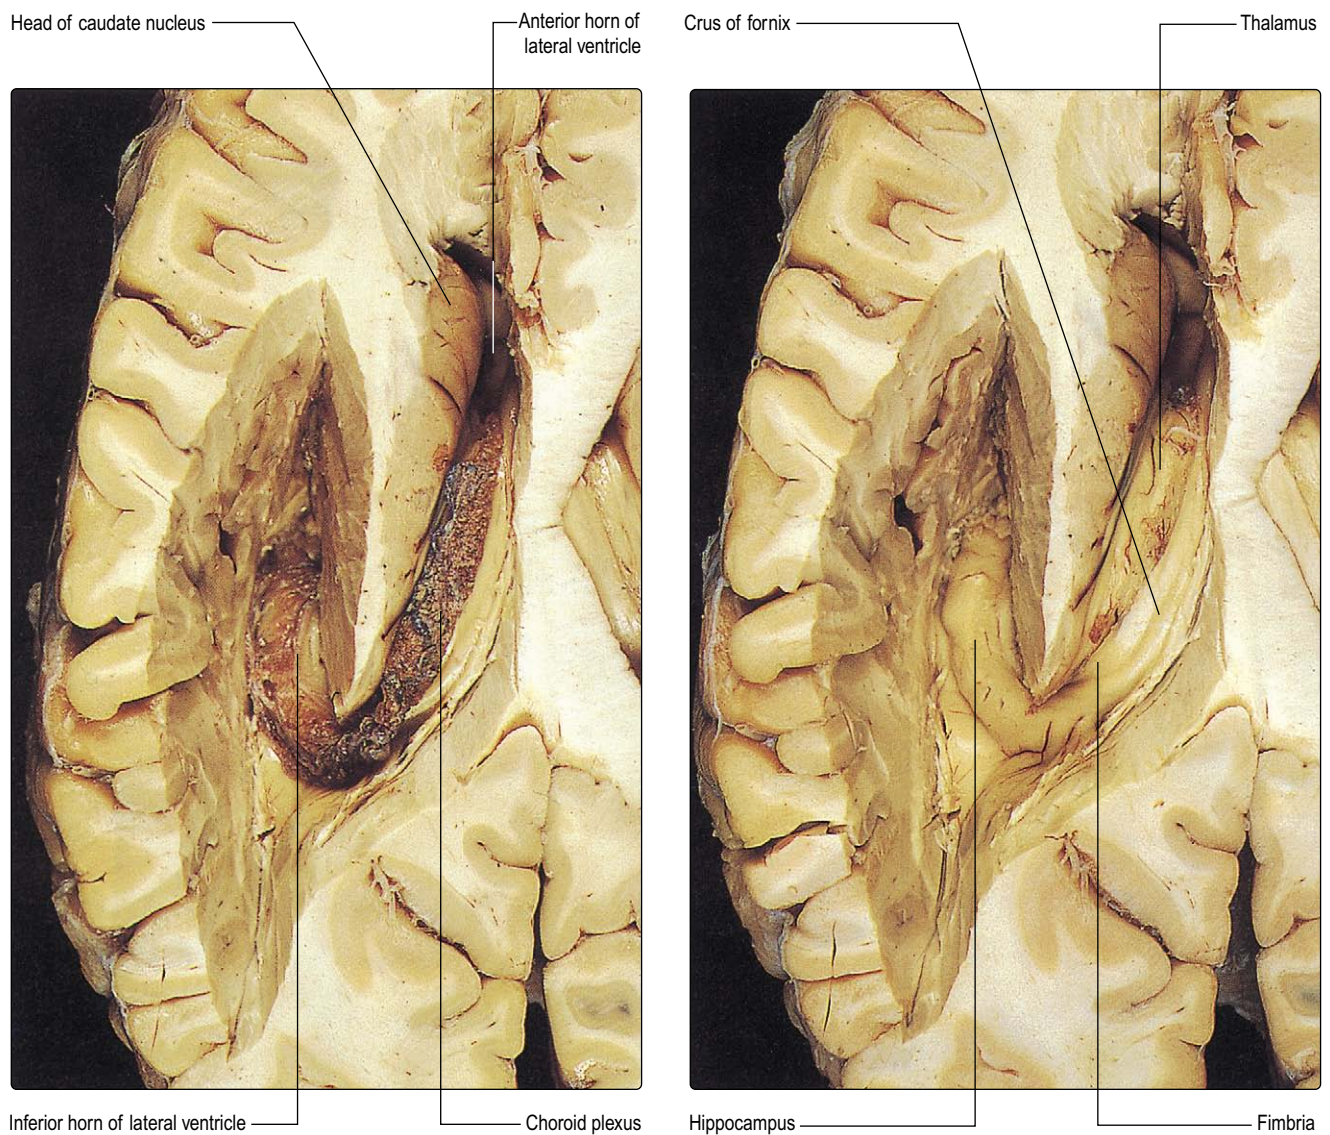 Head of caudate nucleus
Anterior horn of
lateral ventricle
Crus of fornix
Thalamus
Inferior horn of lateral ventricle
Choroid plexus
Hippocampus
Fimbria